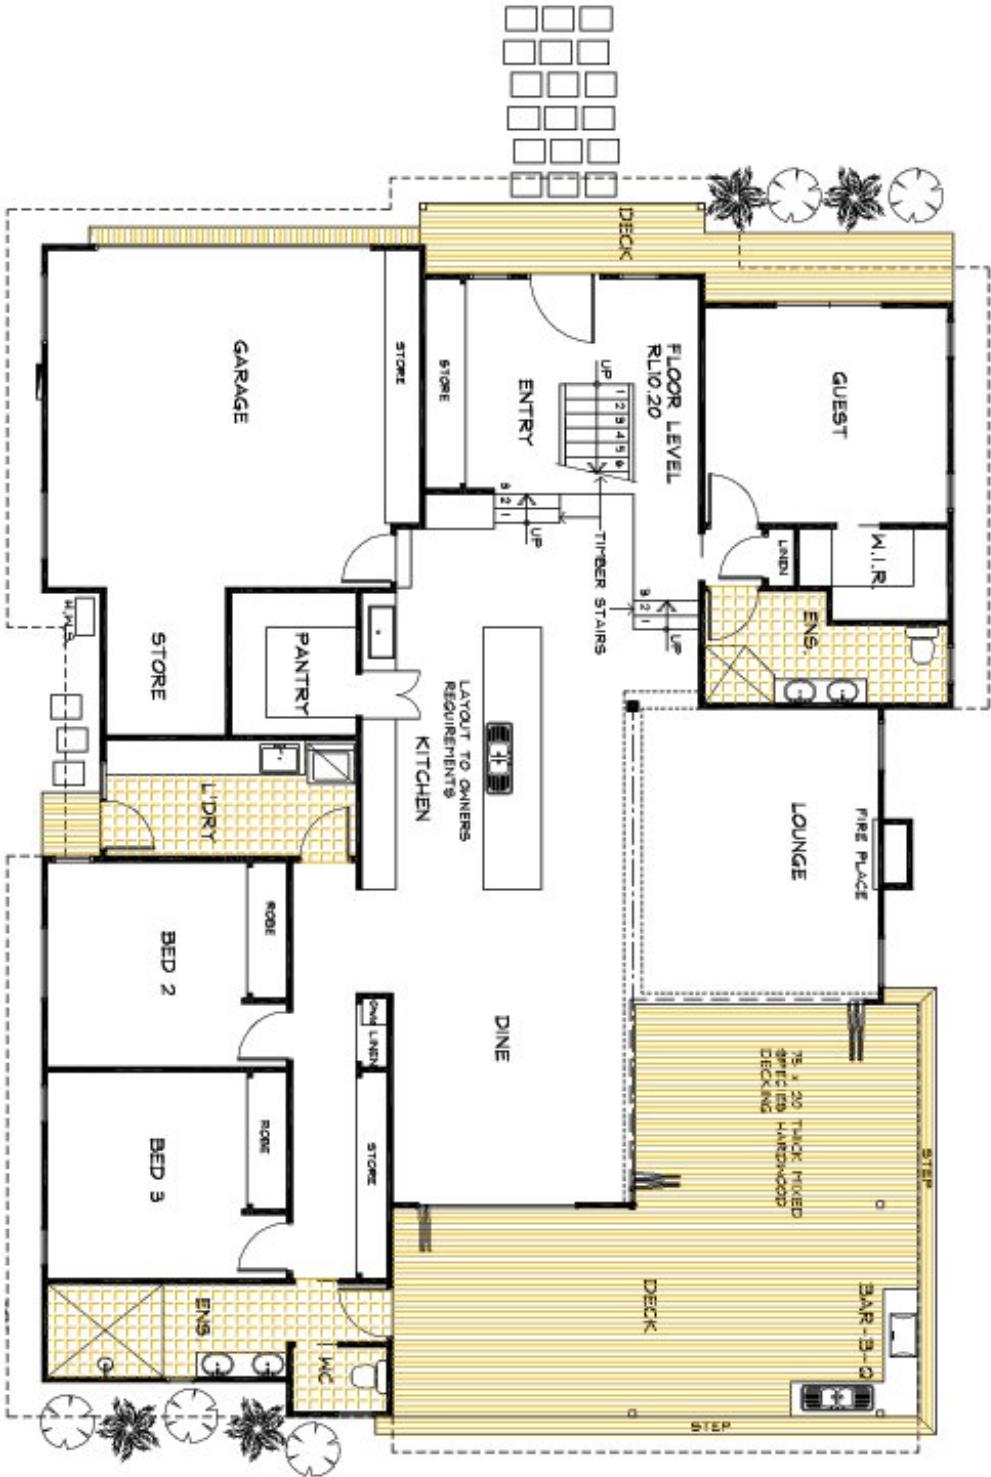 DECK
GARAGE
STORE
STORE
ENTRY
UP
1 2 3 4 5 6
FLOOR LEVEL
RL10.20
GUEST
3 2 1
UP
TIMBER STAIRS
LINEN
W.I.R.
3 2 1
UP
ENS.
H.W.S
STORE
PANTRY
KITCHEN
LAYOUT TO OWNERS
REQUIREMENTS
LOUNGE
FIRE PLACE
L'DRY
BED 2
ROBE
LINEN
DINE
BED 3
ROBE
STORE
75 x 20 THICK MIXED
SPECIES HARDWOOD
DECKING
STEP
ENS
WC
DECK
BAR-B-Q
STEP